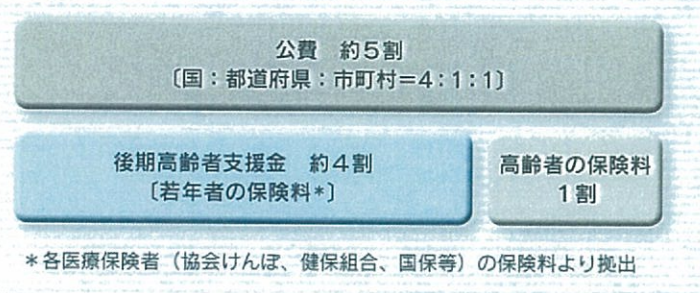 公費　約5割
〔国：都道府県：市町村＝4：1：1〕
後期高齢者支援金　約4割
〔若年者の保険料＊〕
高齢者の保険料
1割
＊各医療保険者（協会けんぽ、健保組合、国保等）の保険料より拠出